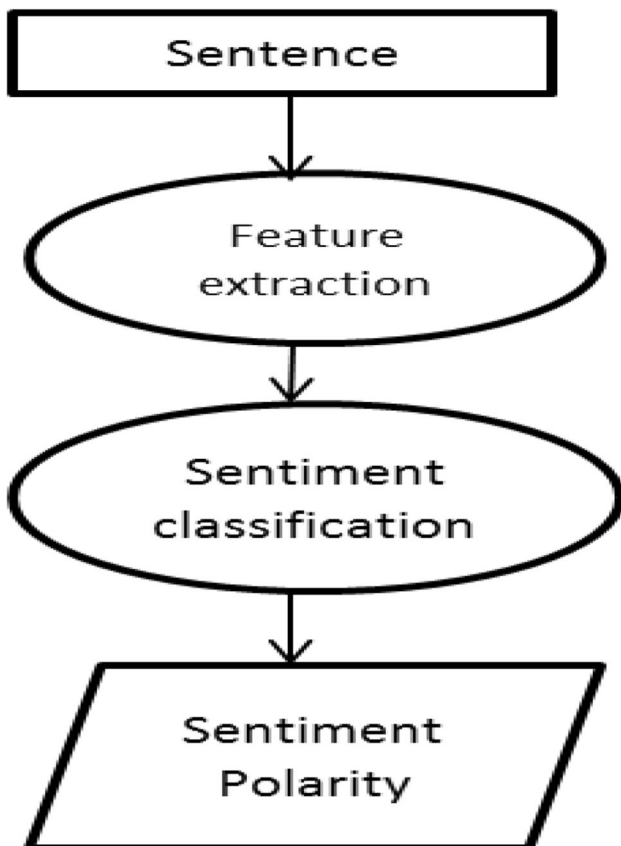 Sentence
Feature
extraction
Sentiment
classification
Sentiment
Polarity